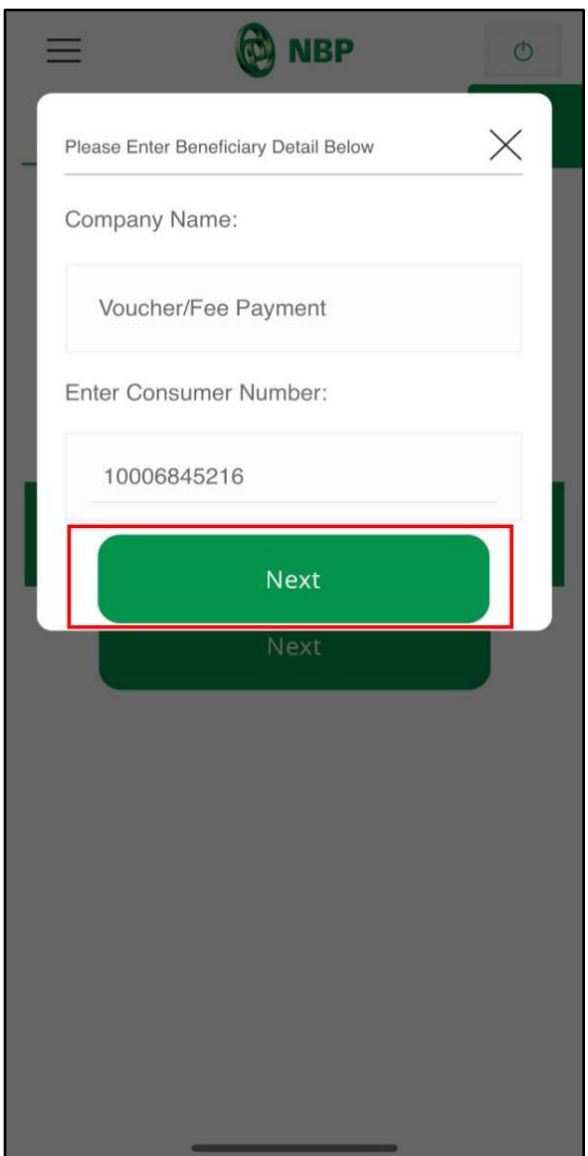 NBP
Please Enter Beneficiary Detail Below
Company Name:
Voucher/Fee Payment
Enter Consumer Number:
10006845216
Next
Next